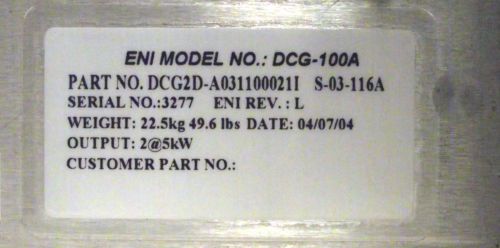 ENI MODEL NO.: DCG-100A
PART NO. DCG2D-A031100021I S-03-116A
SERIAL NO.:3277 ENI REV. : L
WEIGHT: 22.5kg 49.6 lbs DATE: 04/07/04
OUTPUT: 2@5kW
CUSTOMER PART NO.: